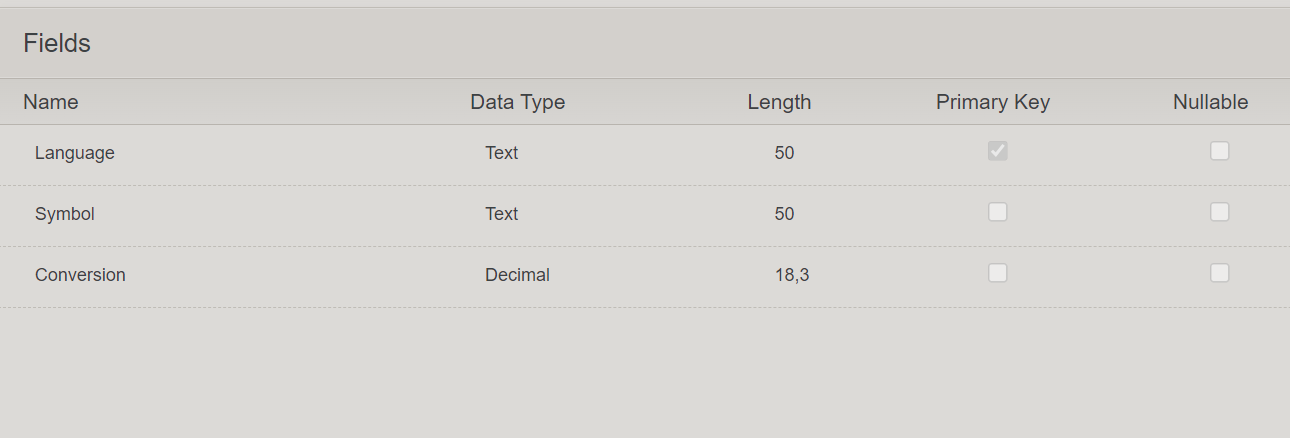 Fields
Name Data Type Length Primary Key Nullable
Language Text 50
Symbol Text 50
Conversion Decimal 18,3